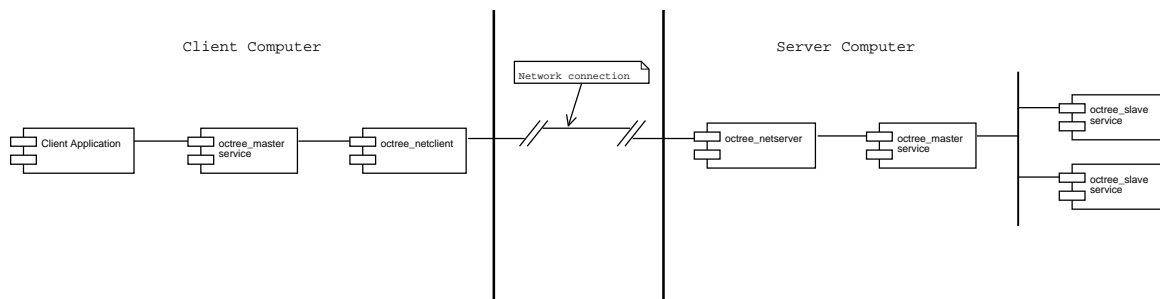 Client Computer
Server Computer
Network connection
Client Application
octree_master
service
octree_netclient
octree_netserver
octree_master
service
octree_slave
service
octree_slave
service